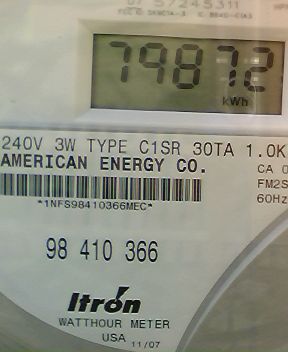 57245311
79872
kWh
240V 3W TYPE C1SR 30TA 1.0K
AMERICAN ENERGY CO.
CA 0
*1NFS98410366MEC*
FM2S
60Hz
98 410 366
Itron
WATTHOUR METER
USA 11/07